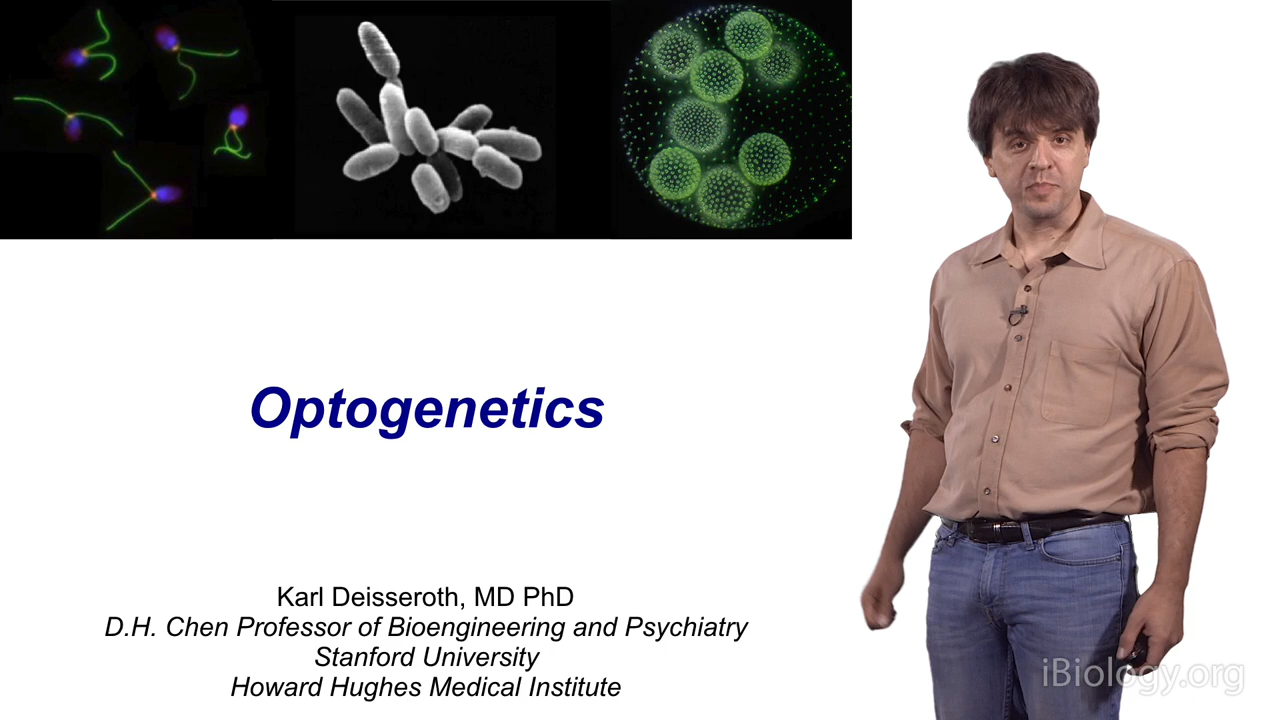 Optogenetics
Karl Deisseroth, MD PhD
D.H. Chen Professor of Bioengineering and Psychiatry
Stanford University
Howard Hughes Medical Institute
iBiology.org